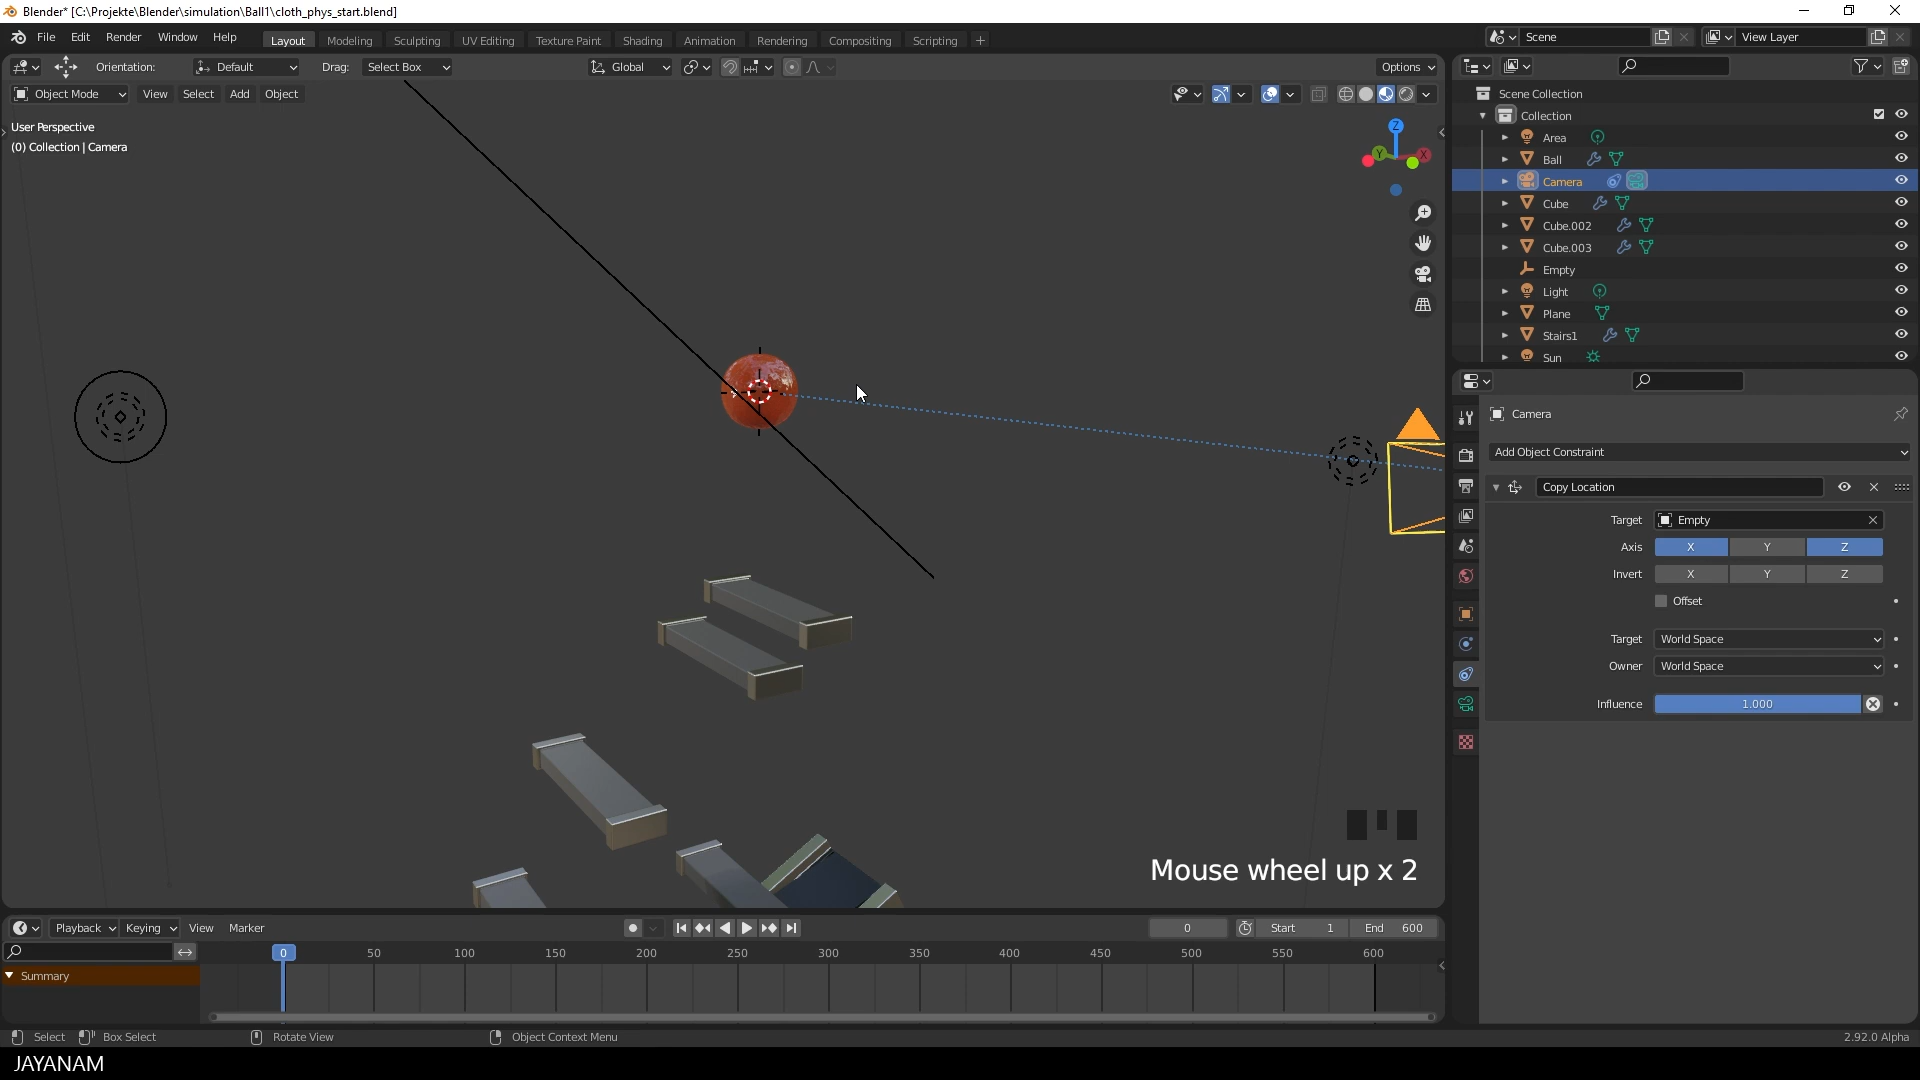 Blender* [C:\Projekte\Blender\simulation\Ball1\cloth_phys_start.blend]
File Edit Render Window Help
Layout Modeling Sculpting UV Editing Texture Paint Shading Animation Rendering Compositing Scripting +
Scene
View Layer
Orientation: Default Drag: Select Box
Global
Options
Object Mode View Select Add Object
User Perspective
(0) Collection | Camera
Z
Y
X
Scene Collection
Collection
Area
Ball
Camera
Cube
Cube.002
Cube.003
Empty
Light
Plane
Stairs1
Sun
Camera
Add Object Constraint
Copy Location
Target Empty
Axis X Y Z
Invert X Y Z
Offset
Target World Space
Owner World Space
Influence 1.000
Mouse wheel up x 2
Playback Keying View Marker
0 Start 1 End 600
0 50 100 150 200 250 300 350 400 450 500 550 600
Summary
Select Box Select Rotate View Object Context Menu 2.92.0 Alpha
JAYANAM